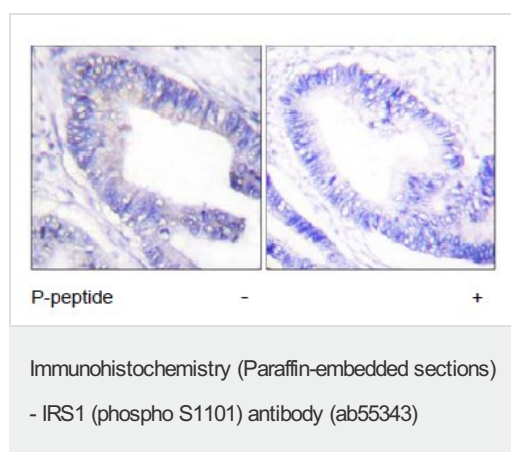 P-peptide - +
Immunohistochemistry (Paraffin-embedded sections)
- IRS1 (phospho S1101) antibody (ab55343)